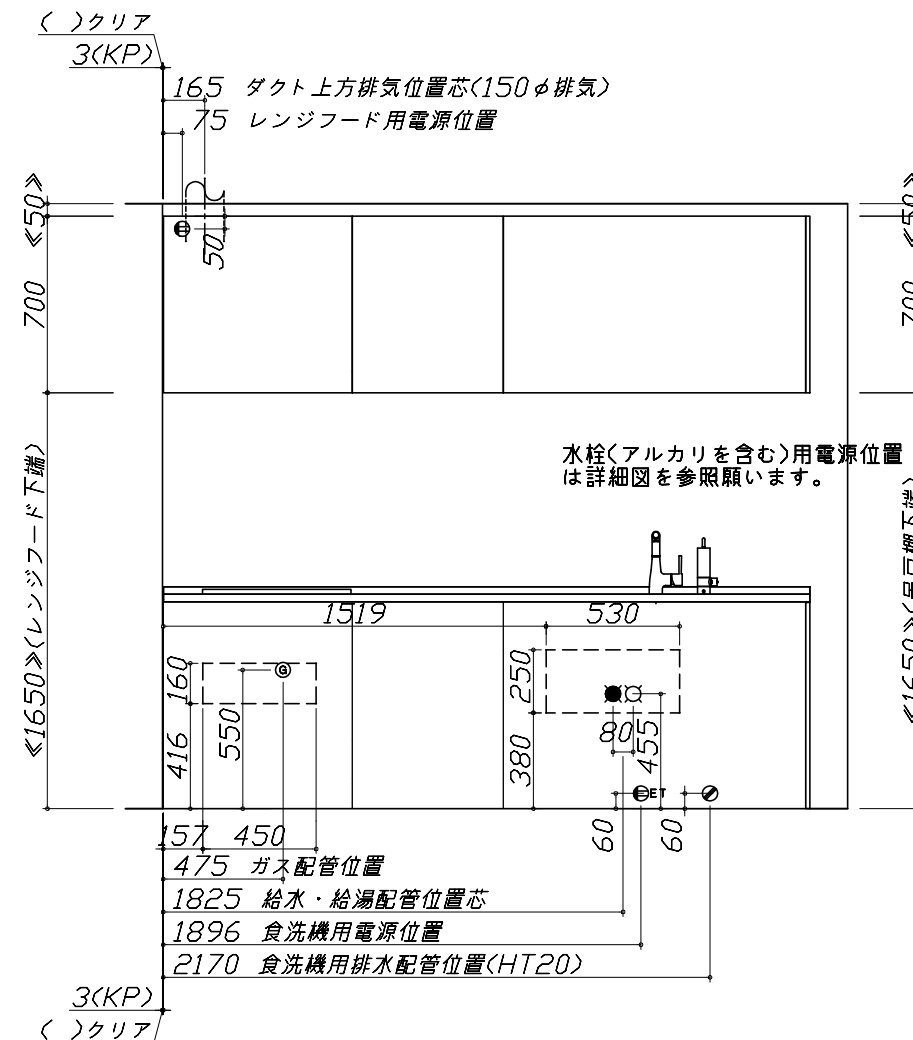 ( )クリア
3(KP)
165 ダクト上方排気位置芯(150φ排気)
75 レンジフード用電源位置
≪50≫
≪50≫
50
700
700
水栓(アルカリを含む)用電源位置
は詳細図を参照願います。
≪1650≫(レンジフード下端)
1519
530
160
416
550
G
250
380
80
455
60
ET
60
157
450
475 ガス配管位置
1825 給水・給湯配管位置芯
1896 食洗機用電源位置
2170 食洗機用排水配管位置(HT20)
3(KP)
( )クリア